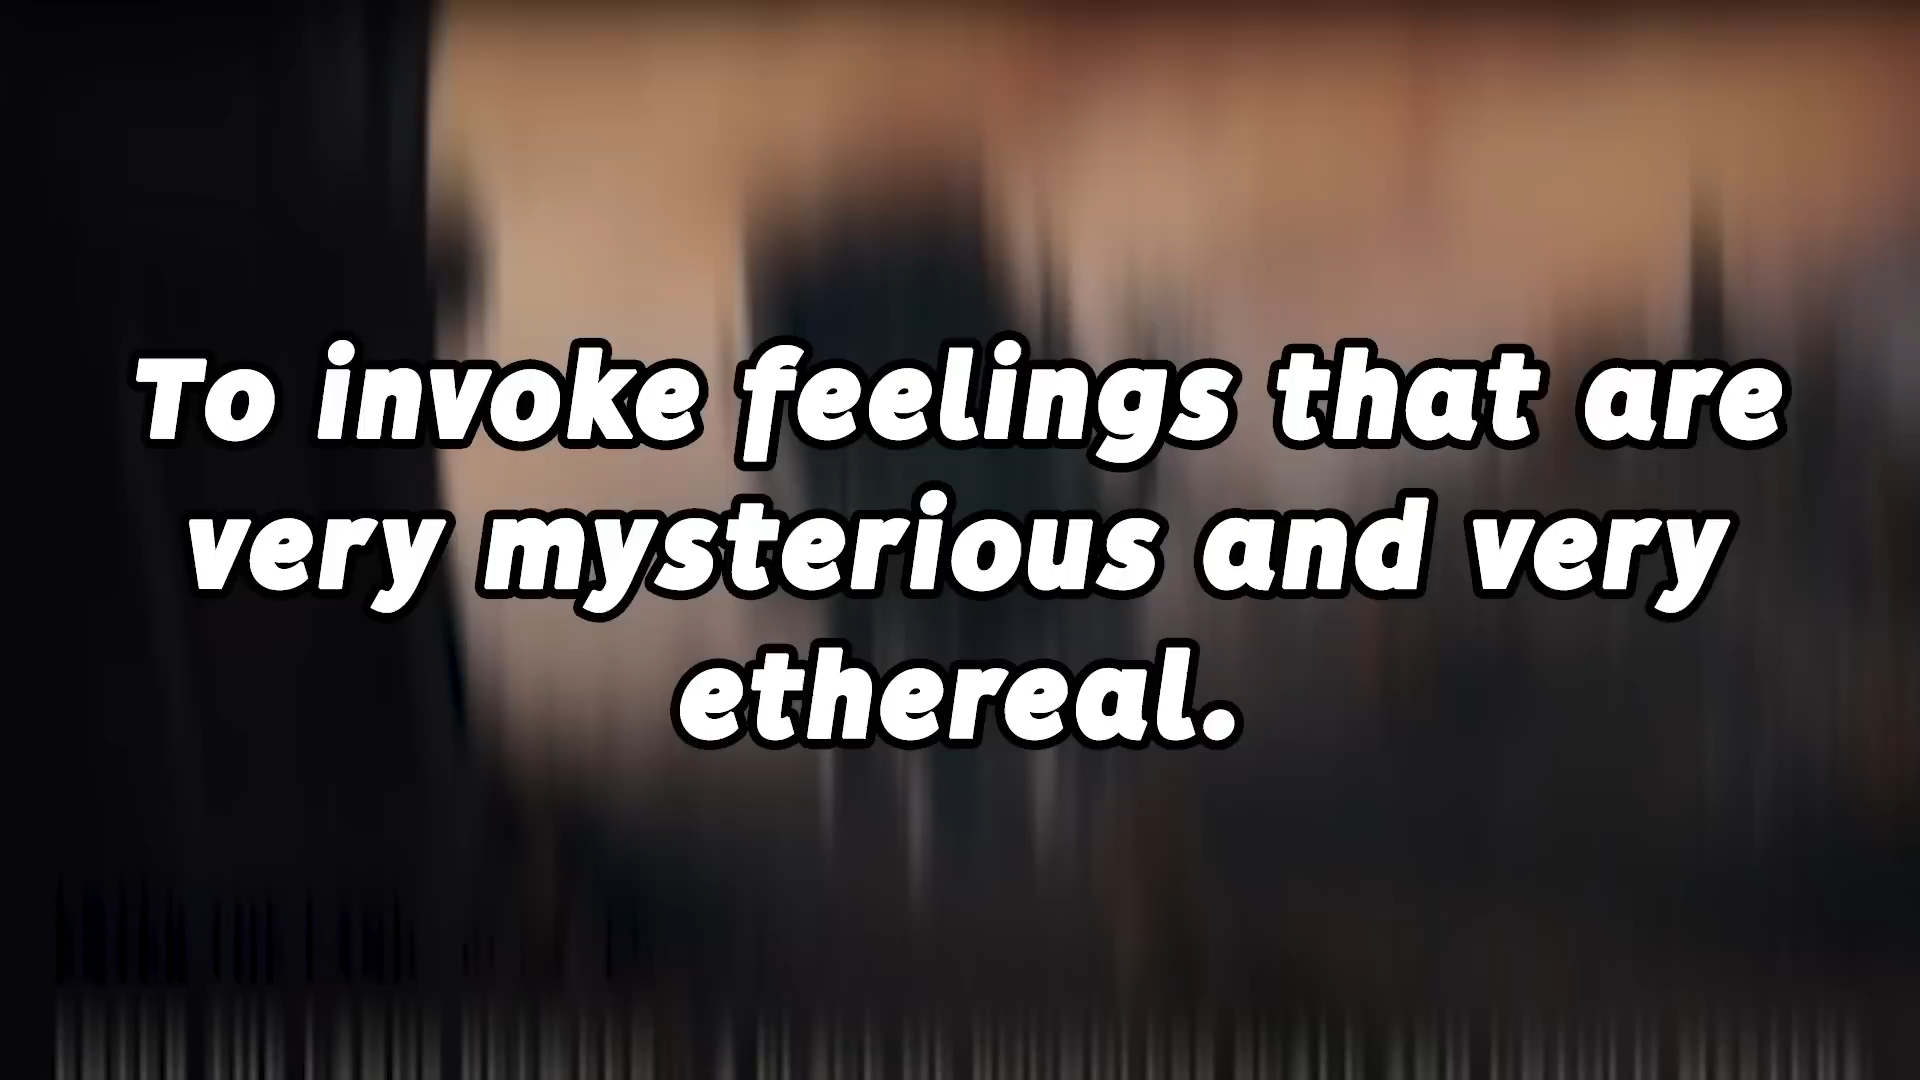 To invoke feelings that are
very mysterious and very
ethereal.